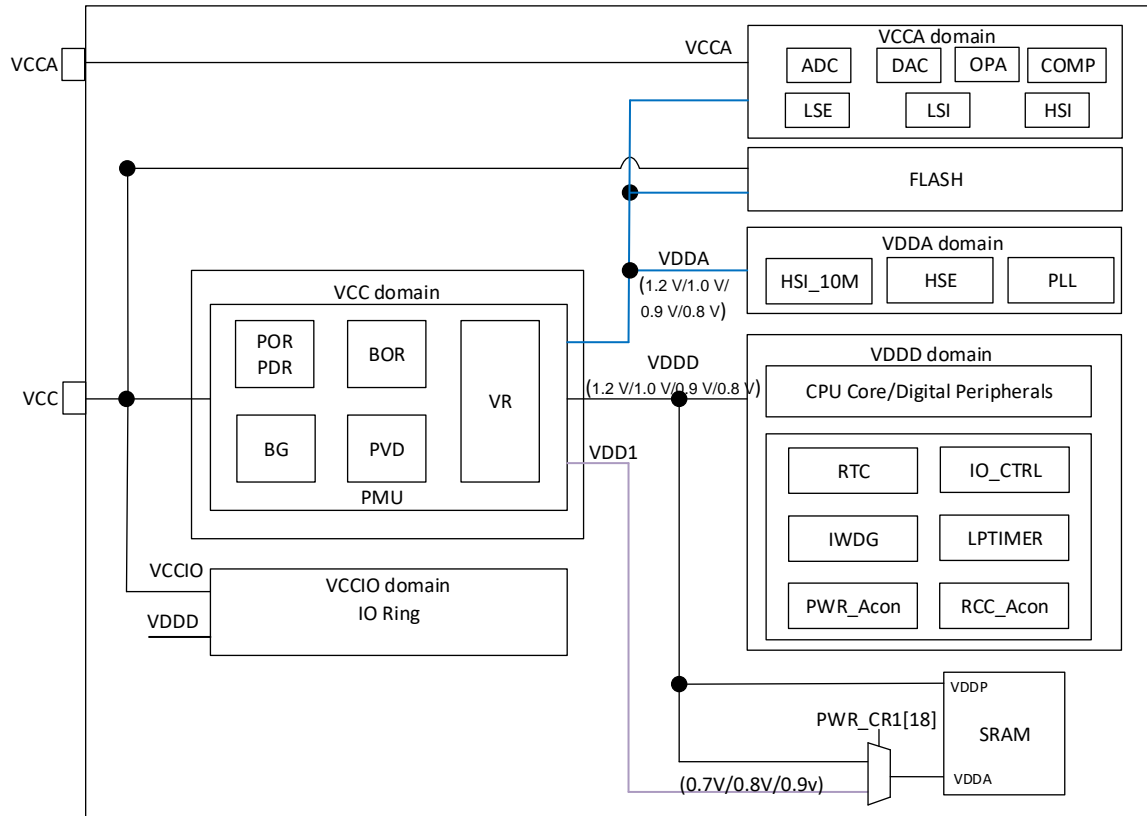 VCCA
VCCA
VCCA domain
ADC
DAC
OPA
COMP
LSE
LSI
HSI
FLASH
VDDA
(1.2 V/1.0 V/
0.9 V/0.8 V)
VDDA domain
HSI_10M
HSE
PLL
VCC
VCC domain
POR
PDR
BOR
VR
BG
PVD
PMU
VDDD
(1.2 V/1.0 V/0.9 V/0.8 V)
VDD1
VDDD domain
CPU Core/Digital Peripherals
RTC
IO_CTRL
IWDG
LPTIMER
PWR_Acon
RCC_Acon
VCCIO
VDDD
VCCIO domain
IO Ring
PWR_CR1[18]
(0.7V/0.8V/0.9v)
VDDP
SRAM
VDDA